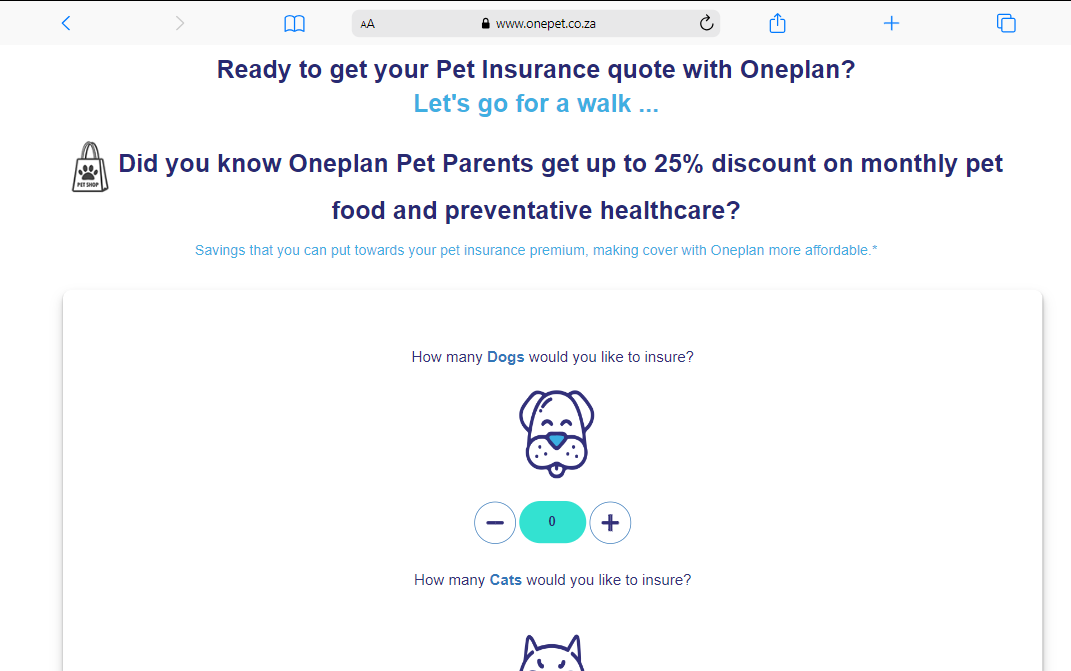 AA
www.onepet.co.za
Ready to get your Pet Insurance quote with Oneplan?
Let's go for a walk ...
PET SHOP
Did you know Oneplan Pet Parents get up to 25% discount on monthly pet
food and preventative healthcare?
Savings that you can put towards your pet insurance premium, making cover with Oneplan more affordable.*
How many Dogs would you like to insure?
0
How many Cats would you like to insure?